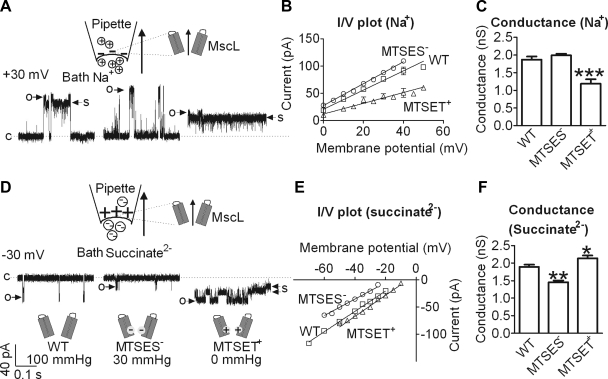 A
Pipette
MscL
Bath Na+
+30 mV
O
S
O
O
S
C
B
I/V plot (Na+)
MTSES-
WT
MTSET+
Current (pA)
150
100
50
0
0 20 40 60
Membrane potential (mV)
C
Conductance (Na+)
Conductance (nS)
2.5
2.0
1.5
1.0
0.5
0.0
***
WT
MTSES-
MTSET+
D
Pipette
MscL
Bath Succinate2-
-30 mV
C
O
O
O
S
WT
MTSES-
MTSET+
100 mmHg
30 mmHg
0 mmHg
40 pA
0.1 s
E
I/V plot (succinate2-)
Membrane potential (mV)
-60 -40 -20
0
-50
-100
Current (pA)
MTSES-
WT
MTSET+
F
Conductance
(Succinate2-)
Conductance (nS)
2.5
2.0
1.5
1.0
0.5
0.0
**
*
WT
MTSES-
MTSET+